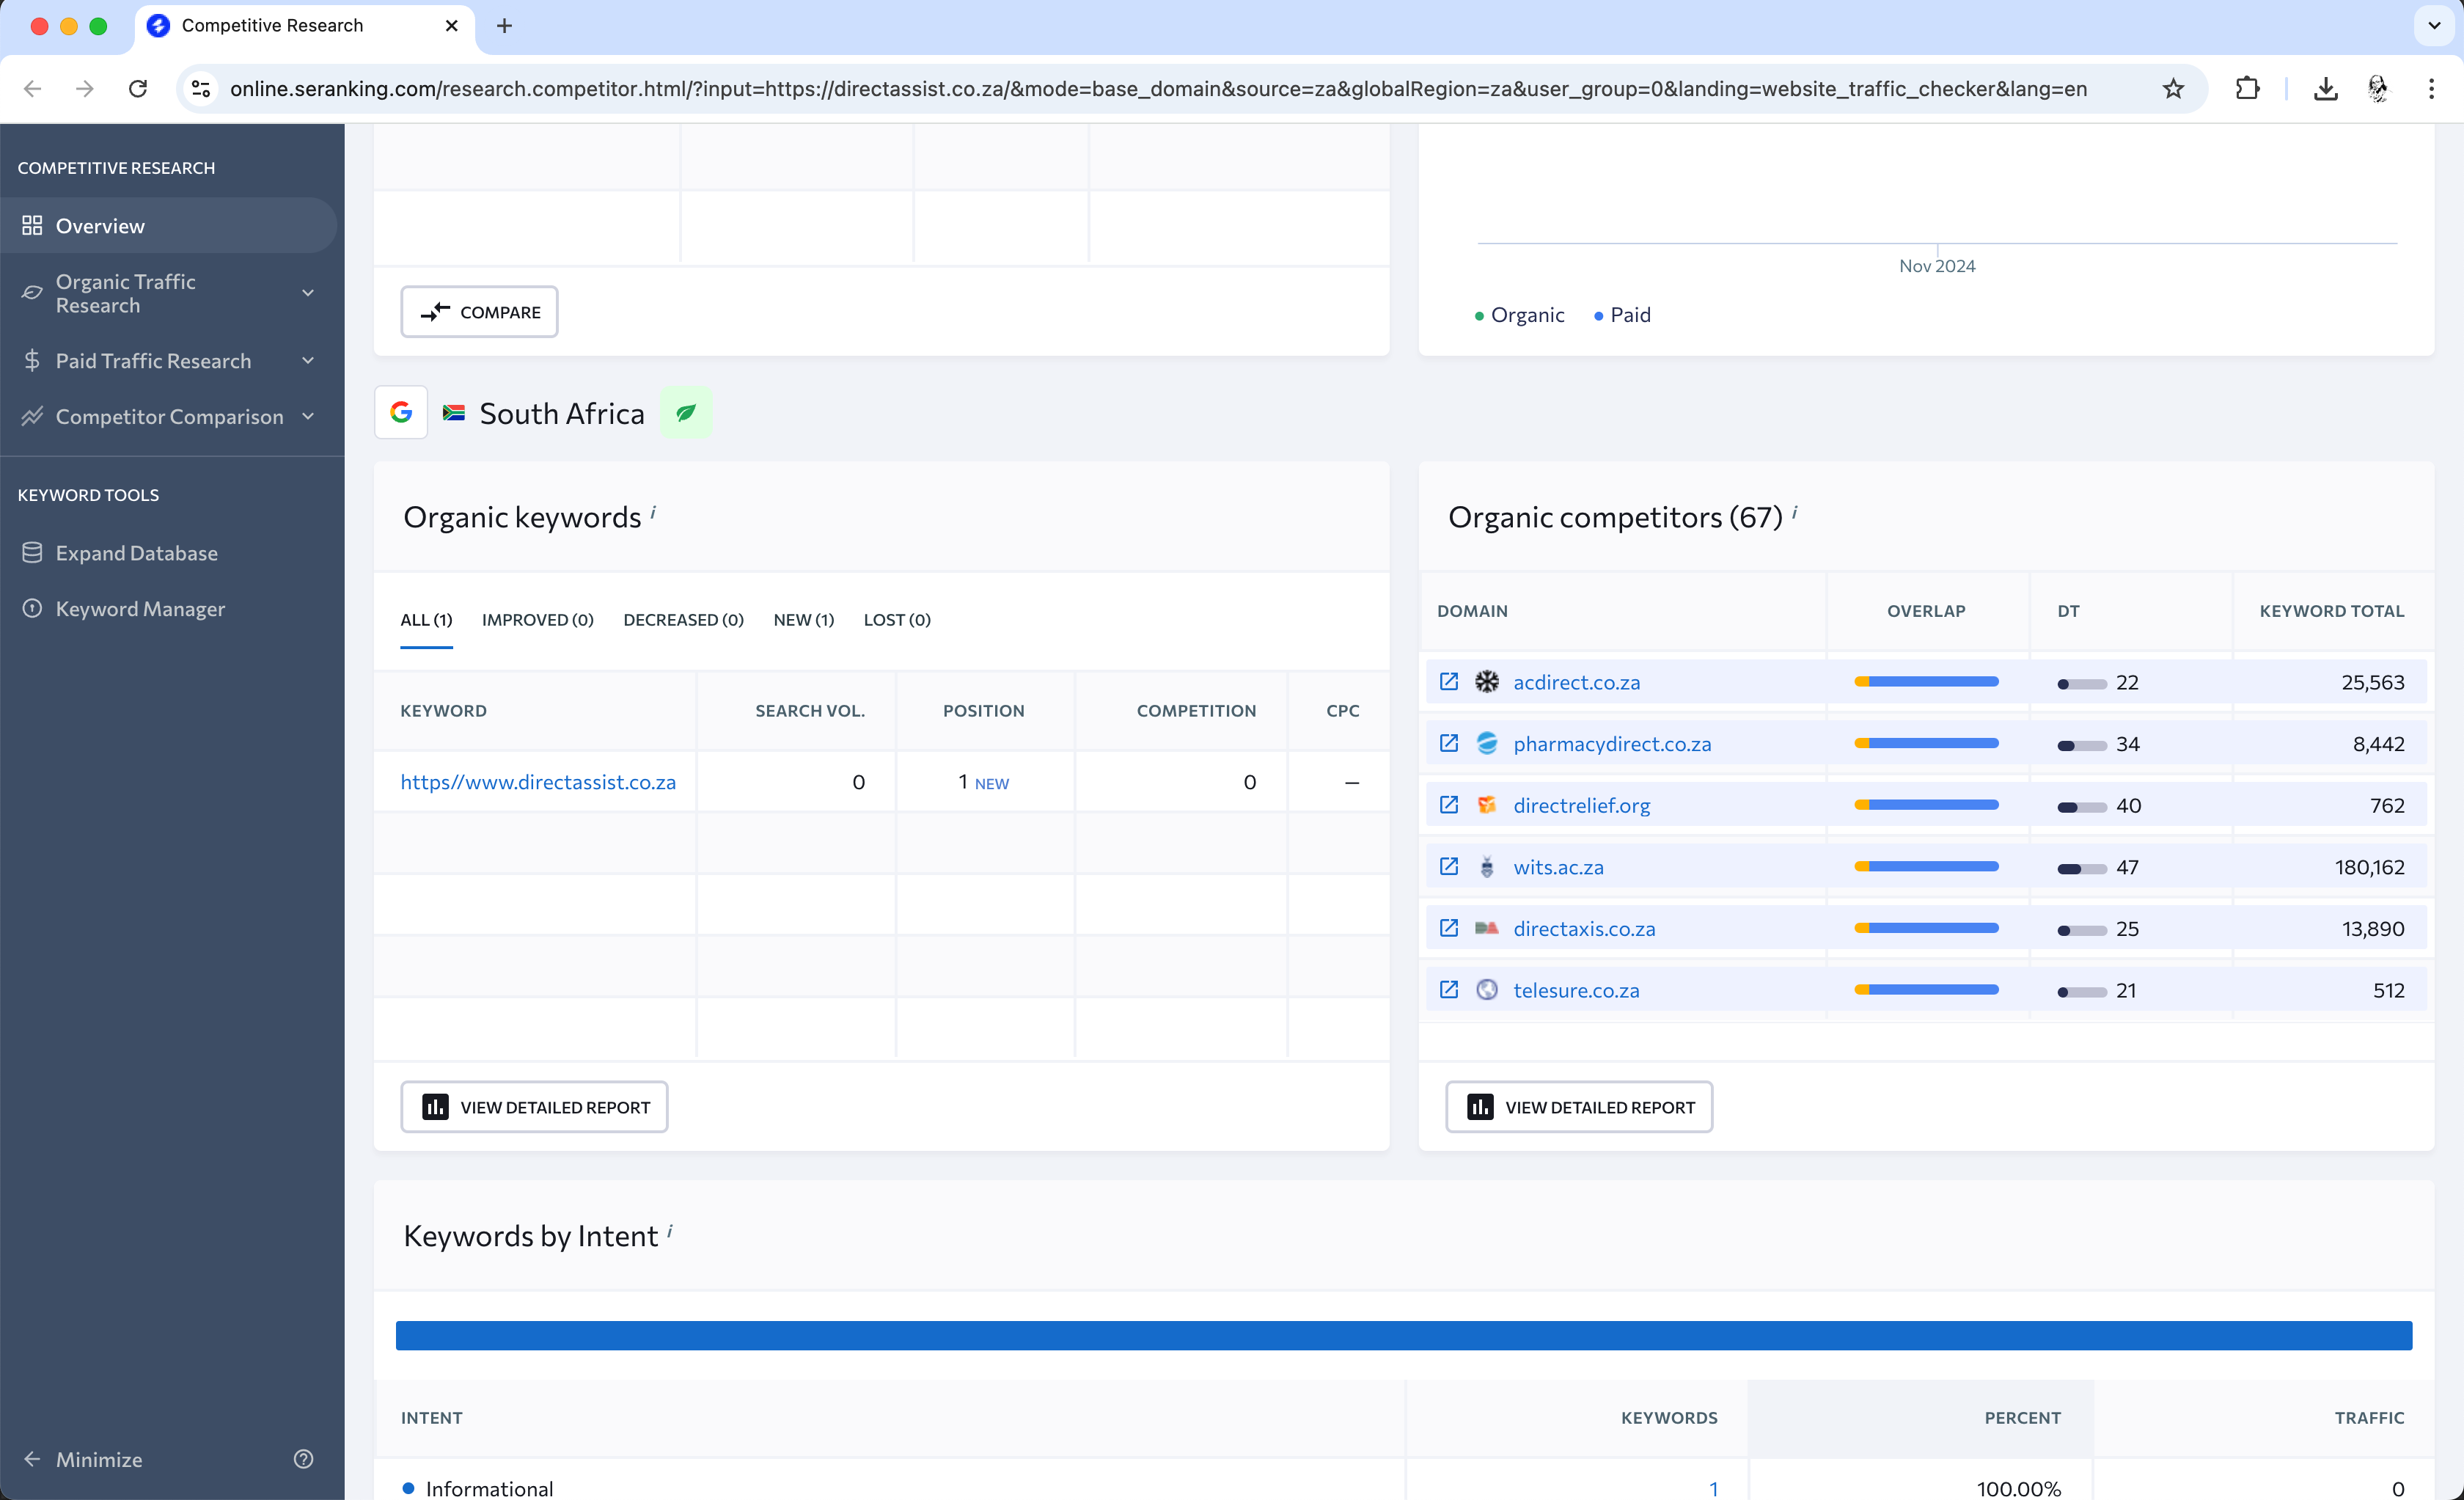 Competitive Research
online.seranking.com/research.competitor.html/?input=https://directassist.co.za/&mode=base_domain&source=za&globalRegion=za&user_group=0&landing=website_traffic_checker&lang=en
COMPETITIVE RESEARCH
Overview
Organic Traffic
Research
Paid Traffic Research
Competitor Comparison
KEYWORD TOOLS
Expand Database
Keyword Manager
Minimize
COMPARE
Nov 2024
Organic Paid
South Africa
Organic keywords i
ALL (1) IMPROVED (0) DECREASED (0) NEW (1) LOST (0)
KEYWORD SEARCH VOL. POSITION COMPETITION CPC
https//www.directassist.co.za 0 1 NEW 0 —
VIEW DETAILED REPORT
Organic competitors (67) i
DOMAIN OVERLAP DT KEYWORD TOTAL
acdirect.co.za 22 25,563
pharmacydirect.co.za 34 8,442
directrelief.org 40 762
wits.ac.za 47 180,162
directaxis.co.za 25 13,890
telesure.co.za 21 512
VIEW DETAILED REPORT
Keywords by Intent i
INTENT KEYWORDS PERCENT TRAFFIC
Informational 1 100.00% 0